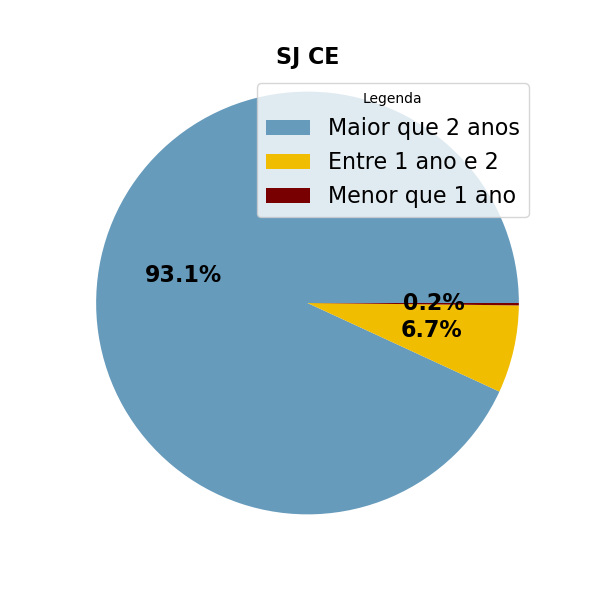 SJ CE
Legenda
Maior que 2 anos
Entre 1 ano e 2
Menor que 1 ano
93.1%
0.2%
6.7%